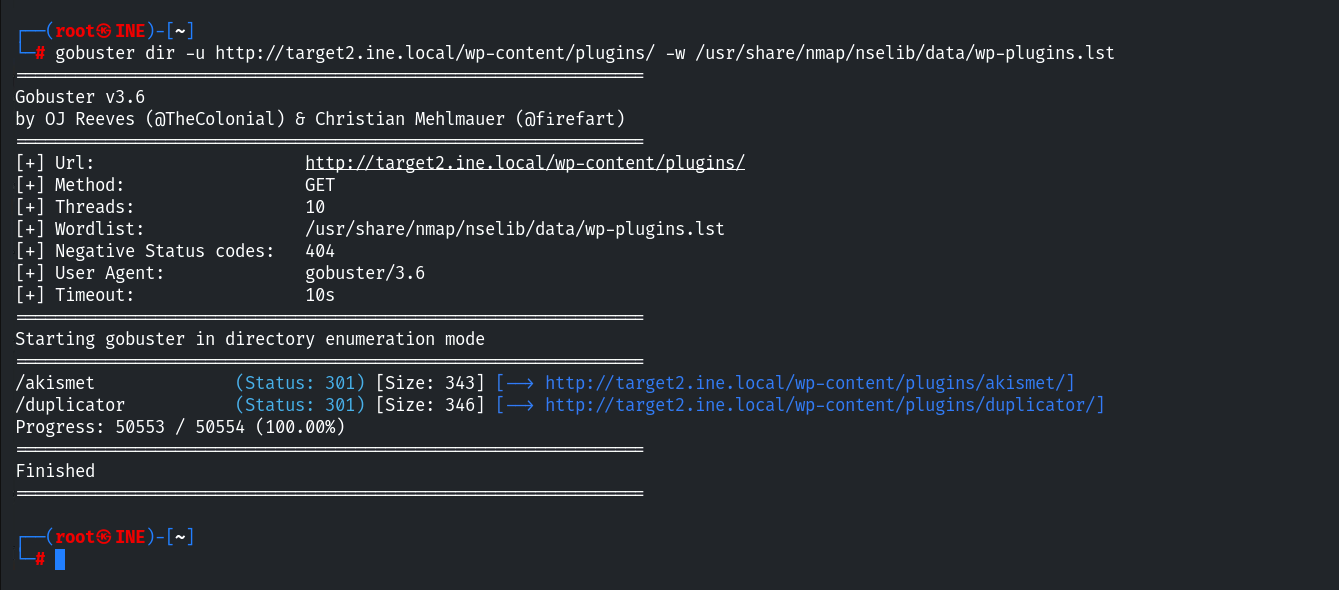 ┌──(root㉿INE)-[~]
└─# gobuster dir -u http://target2.ine.local/wp-content/plugins/ -w /usr/share/nmap/nselib/data/wp-plugins.lst
===============================================================
Gobuster v3.6
by OJ Reeves (@TheColonial) & Christian Mehlmauer (@firefart)
===============================================================
[+] Url:                     http://target2.ine.local/wp-content/plugins/
[+] Method:                  GET
[+] Threads:                 10
[+] Wordlist:                /usr/share/nmap/nselib/data/wp-plugins.lst
[+] Negative Status codes:   404
[+] User Agent:              gobuster/3.6
[+] Timeout:                 10s
===============================================================
Starting gobuster in directory enumeration mode
===============================================================
/akismet              (Status: 301) [Size: 343] [--> http://target2.ine.local/wp-content/plugins/akismet/]
/duplicator           (Status: 301) [Size: 346] [--> http://target2.ine.local/wp-content/plugins/duplicator/]
Progress: 50553 / 50554 (100.00%)
===============================================================
Finished
===============================================================
┌──(root㉿INE)-[~]
└─#